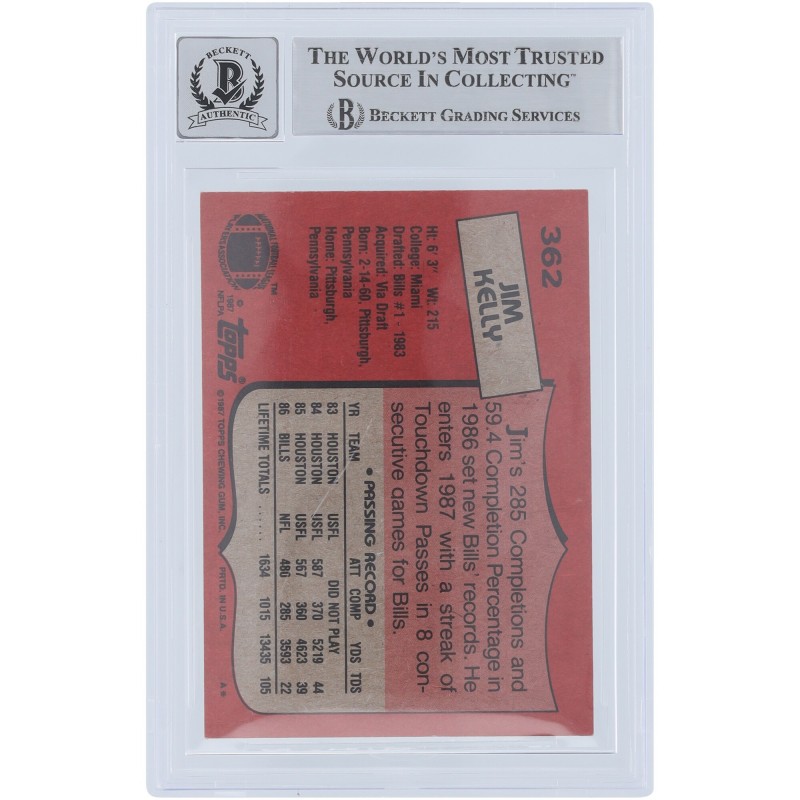 BECKETT
B
AUTHENTIC
THE WORLD'S MOST TRUSTED
SOURCE IN COLLECTING™
B BECKETT GRADING SERVICES
362
JIM
KELLY
Ht: 6' 3" Wt: 215
College: Miami
Drafted: Bills #1 - 1983
Acquired: Via Draft
Born: 2-14-60, Pittsburgh,
Pennsylvania
Home: Pittsburgh,
Pennsylvania
© 1987
NFLPA
topps®
© 1987 TOPPS CHEWING GUM, INC.
PRTD. IN U.S.A.
A*
Jim's 285 Completions and
59.4 Completion Percentage in
1986 set new Bills' records. He
enters 1987 with a streak of
Touchdown Passes in 8 con-
secutive games for Bills.
• PASSING RECORD •
YR TEAM ATT COMP YDS TDS
83 HOUSTON USFL DID NOT PLAY
84 HOUSTON USFL 587 370 5219 44
85 HOUSTON USFL 567 360 4623 39
86 BILLS NFL 480 285 3593 22
LIFETIME TOTALS ...... 1634 1015 13435 105